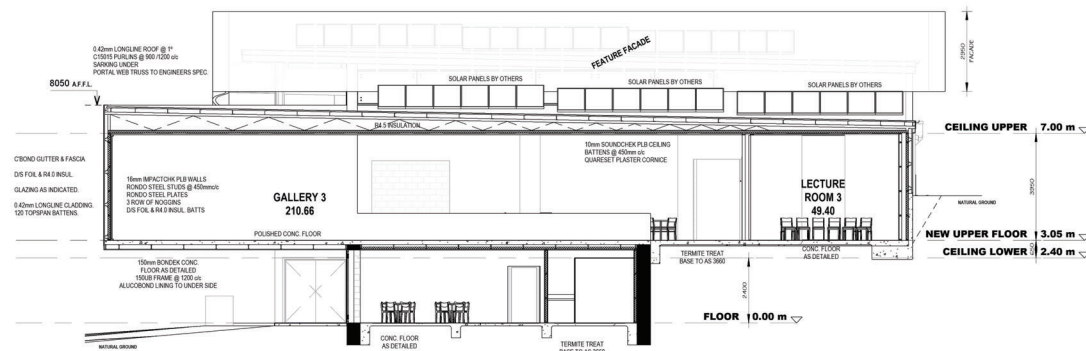 0.42mm LONGLINE ROOF @ 1°
C15015 PURLINS @ 900 /1200 c/c
SARKING UNDER
PORTAL WEB TRUSS TO ENGINEERS SPEC.
8050 A.F.F.L.
FEATURE FACADE
2950
FACADE
SOLAR PANELS BY OTHERS
SOLAR PANELS BY OTHERS
SOLAR PANELS BY OTHERS
R4.5 INSULATION
CEILING UPPER 7.00 m
C'BOND GUTTER & FASCIA
D/S FOIL & R4.0 INSUL.
GLAZING AS INDICATED.
0.42mm LONGLINE CLADDING.
120 TOPSPAN BATTENS.
16mm IMPACTCHK PLB WALLS
RONDO STEEL STUDS @ 450mmc/c
RONDO STEEL PLATES
3 ROW OF NOGGINS
D/S FOIL & R4.0 INSUL. BATTS
GALLERY 3
210.66
10mm SOUNDCHEK PLB CEILING
BATTENS @ 450mm c/c
QUARESET PLASTER CORNICE
LECTURE
ROOM 3
49.40
3950
NATURAL GROUND
POLISHED CONC. FLOOR
NEW UPPER FLOOR 3.05 m
CEILING LOWER 2.40 m
TERMITE TREAT
BASE TO AS 3660
CONC. FLOOR
AS DETAILED
150mm BONDEK CONC.
FLOOR AS DETAILED
150UB FRAME @ 1200 c/c
ALUCOBOND LINING TO UNDER SIDE
2400
FLOOR 0.00 m
NATURAL GROUND
CONC. FLOOR
AS DETAILED
TERMITE TREAT
BASE TO AS 3660